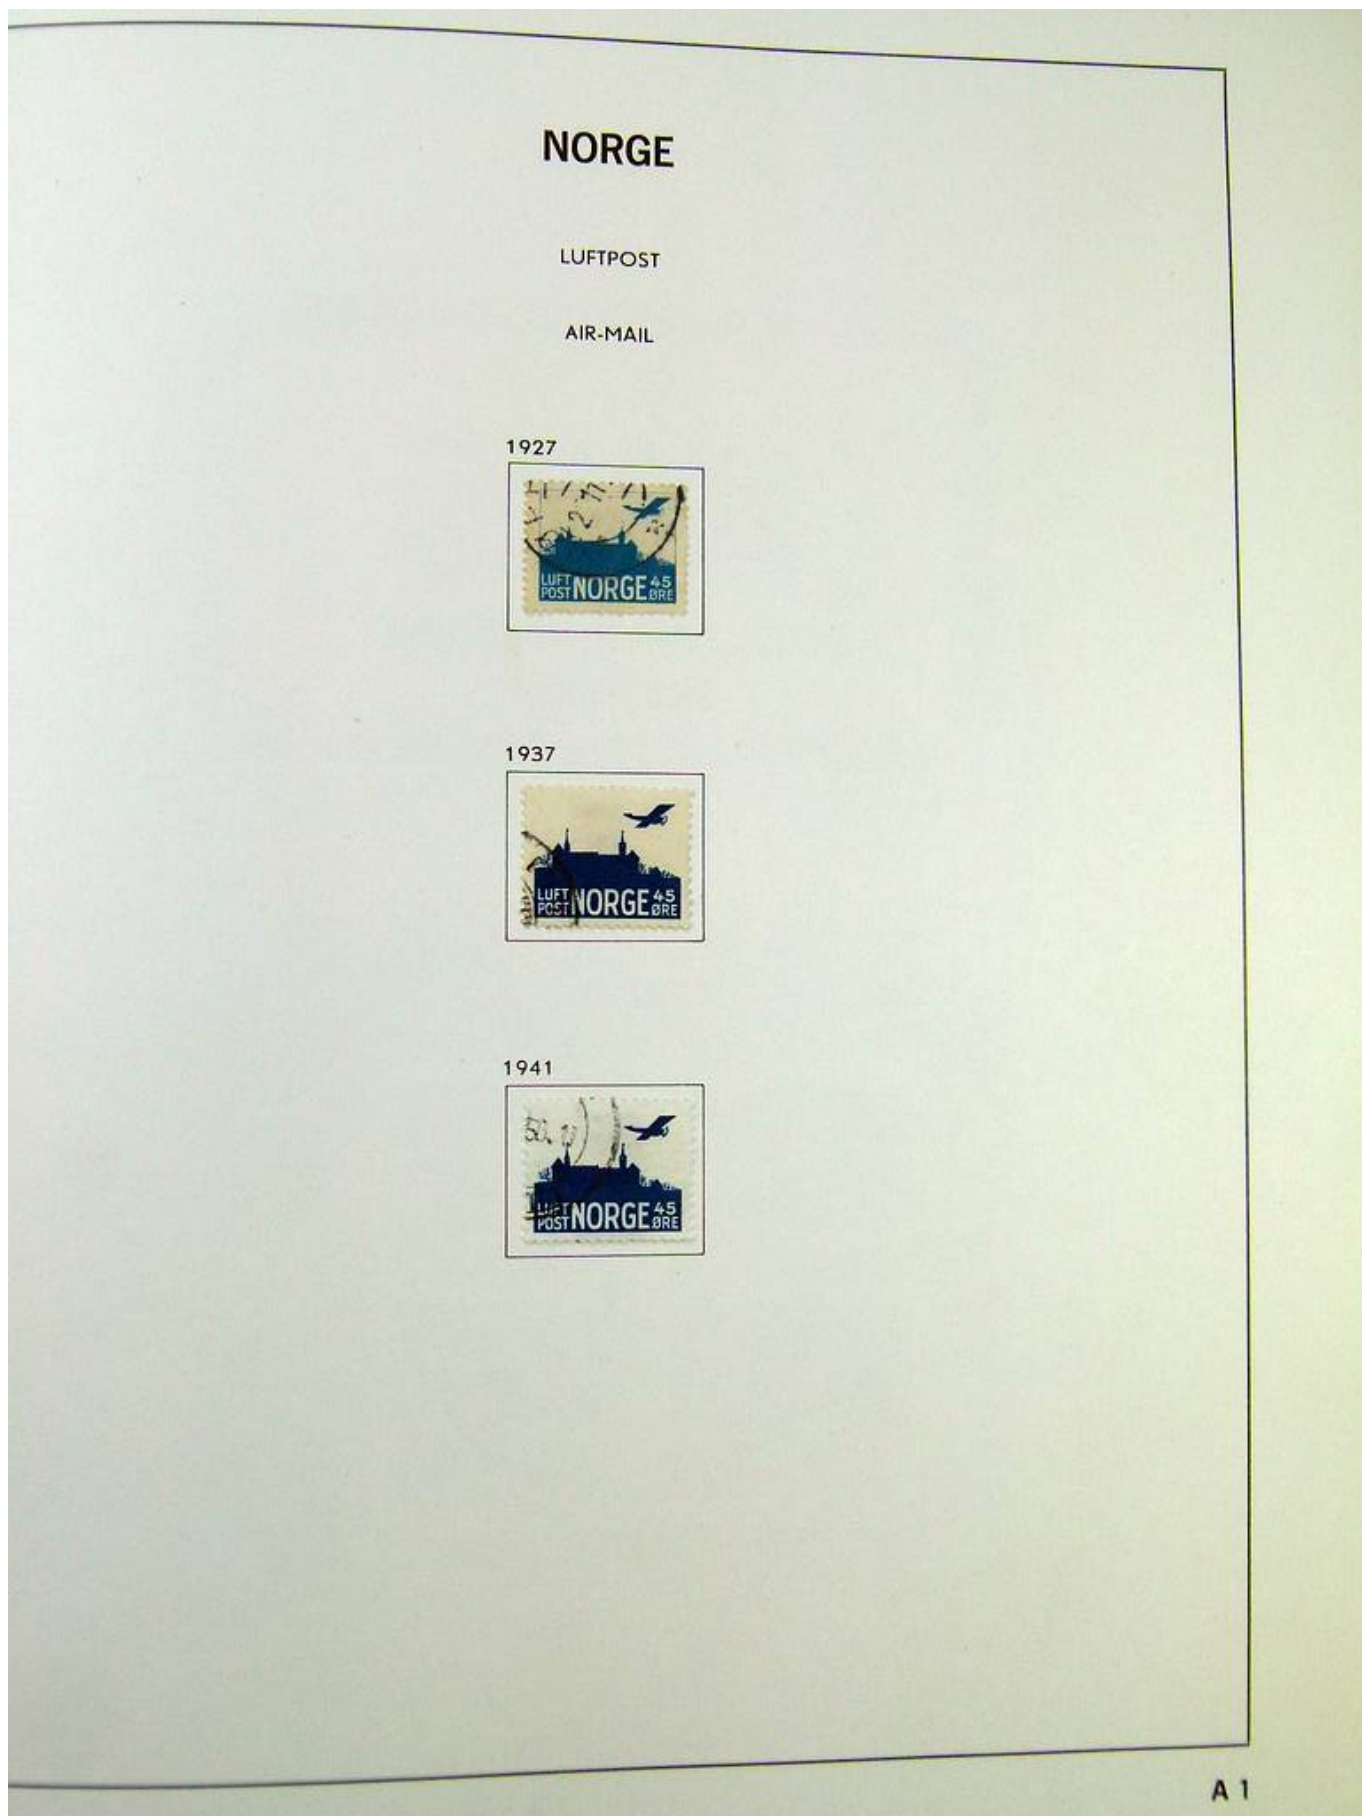 NORGE
LUFTPOST
AIR-MAIL
1927
LUFT POST NORGE 45 ØRE
1937
LUFT POST NORGE 45 ØRE
1941
50.
LUFT POST NORGE 45 ØRE
A 1